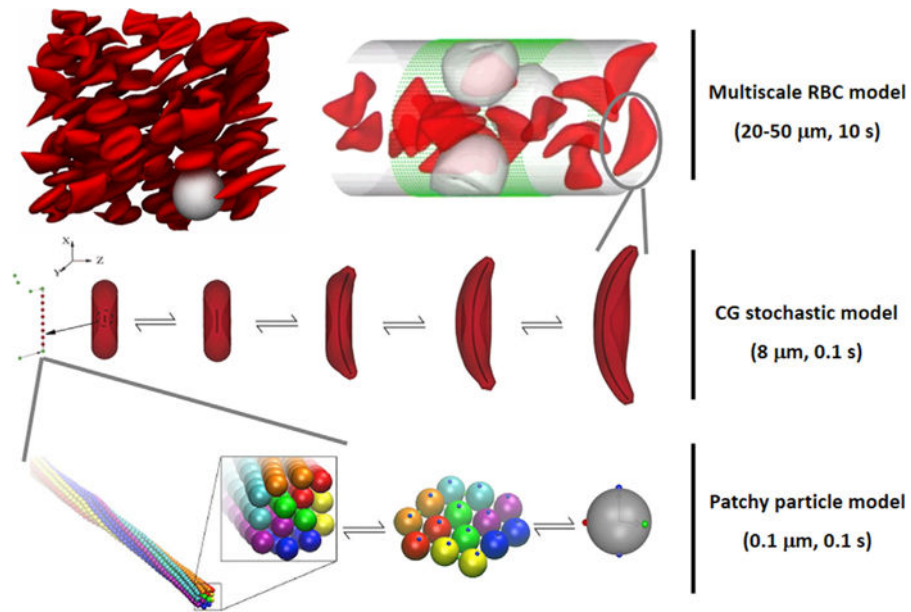 Multiscale RBC model
(20-50 μm, 10 s)
X
Y
Z
CG stochastic model
(8 μm, 0.1 s)
Patchy particle model
(0.1 μm, 0.1 s)